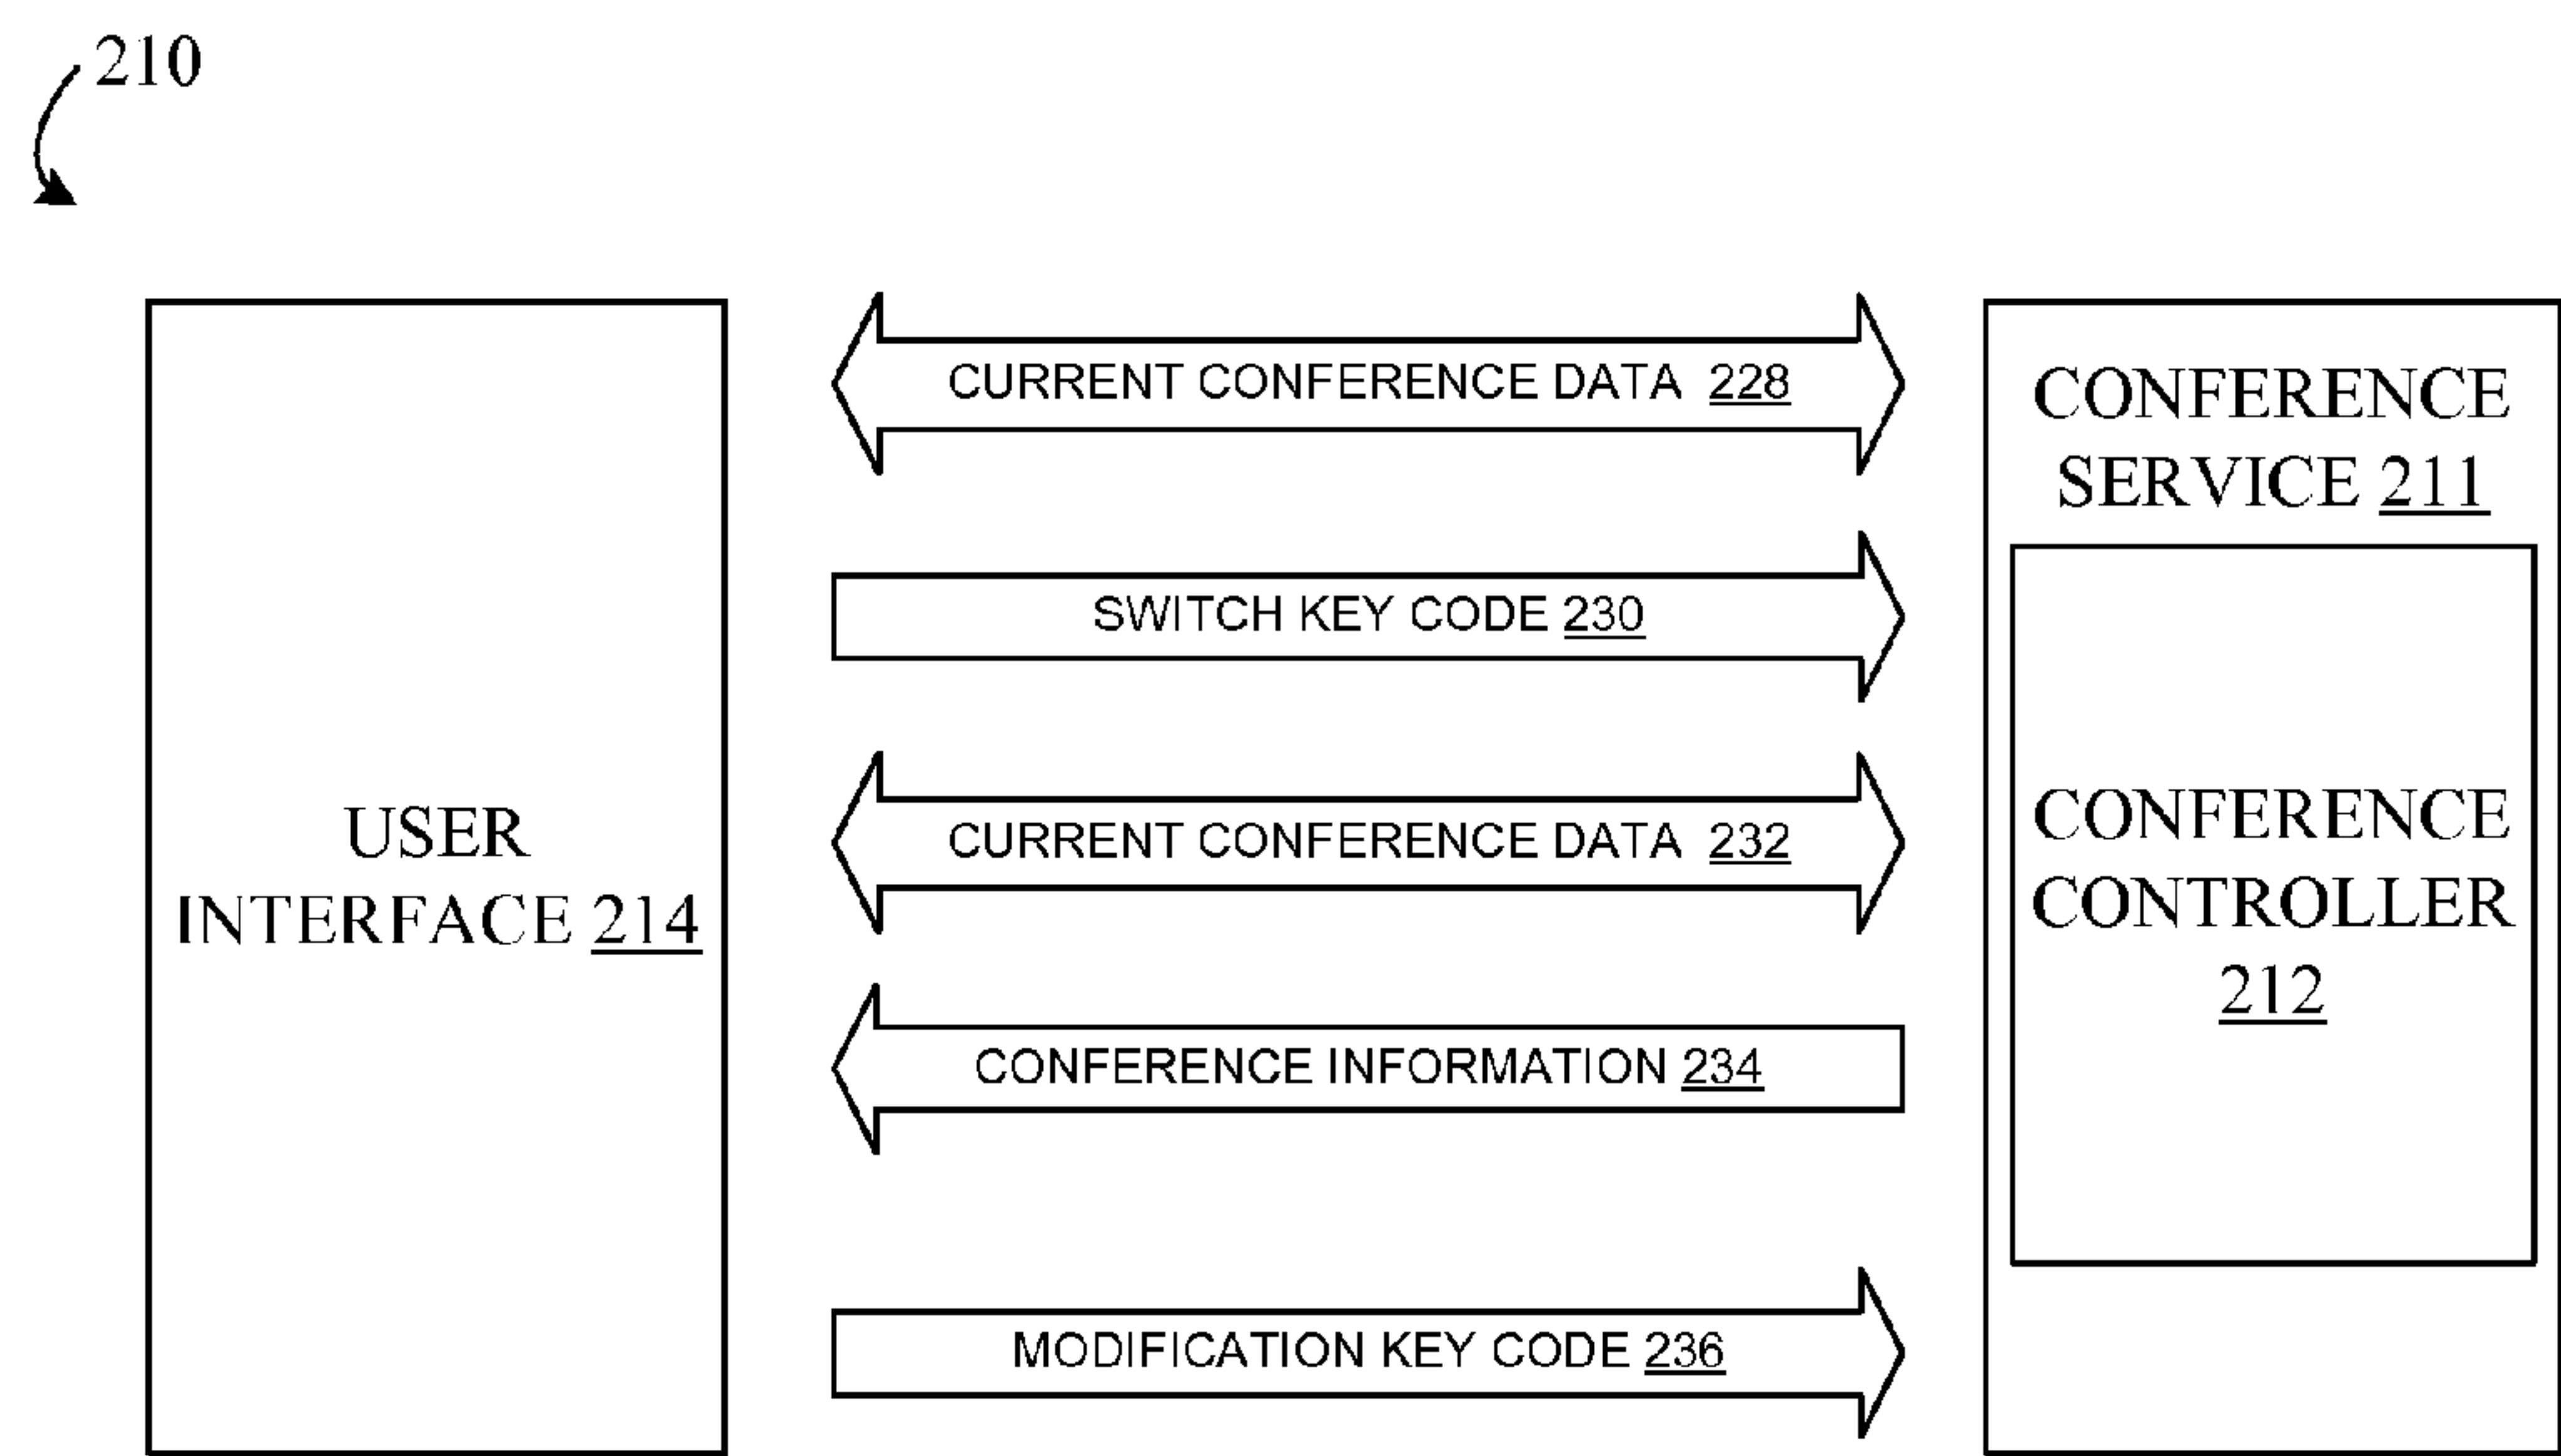 210
CURRENT CONFERENCE DATA 228
CONFERENCE
SERVICE 211
SWITCH KEY CODE 230
USER
INTERFACE 214
CURRENT CONFERENCE DATA 232
CONFERENCE
CONTROLLER
212
CONFERENCE INFORMATION 234
MODIFICATION KEY CODE 236